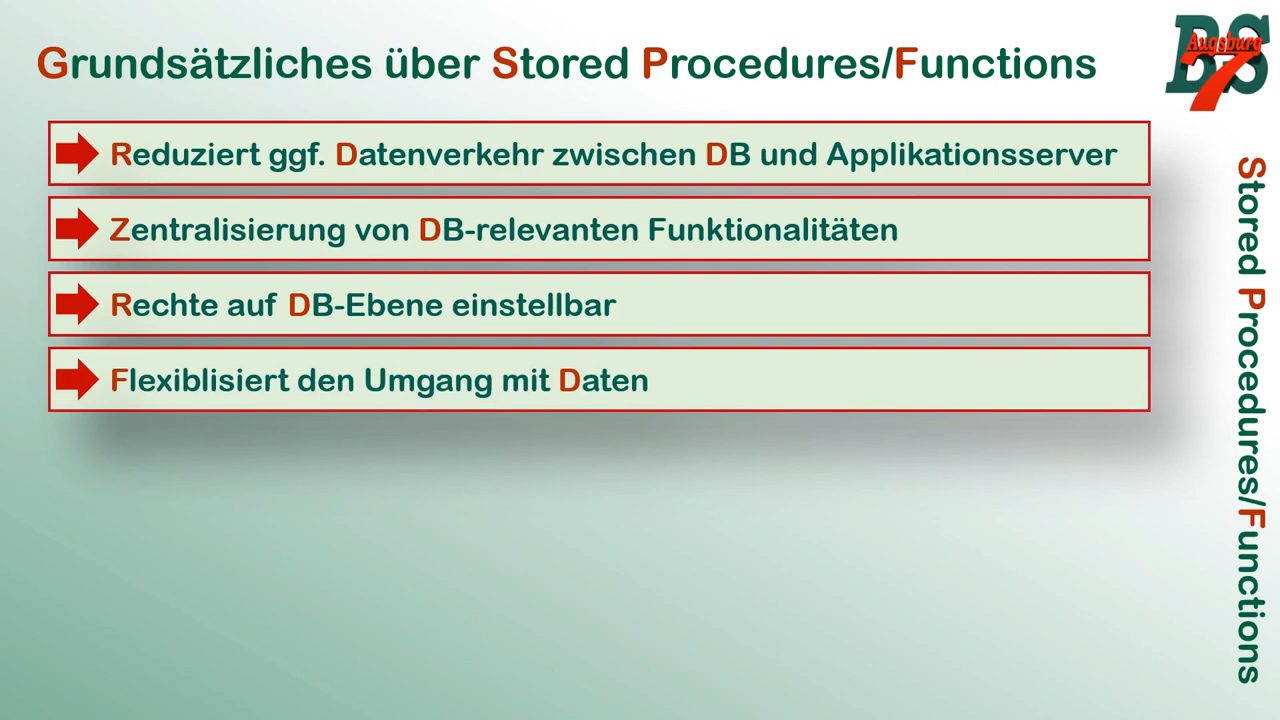 Grundsätzliches über Stored Procedures/Functions
BS
Augsburg
7
Reduziert ggf. Datenverkehr zwischen DB und Applikationsserver
Zentralisierung von DB-relevanten Funktionalitäten
Rechte auf DB-Ebene einstellbar
Flexiblisiert den Umgang mit Daten
Stored Procedures/Functions